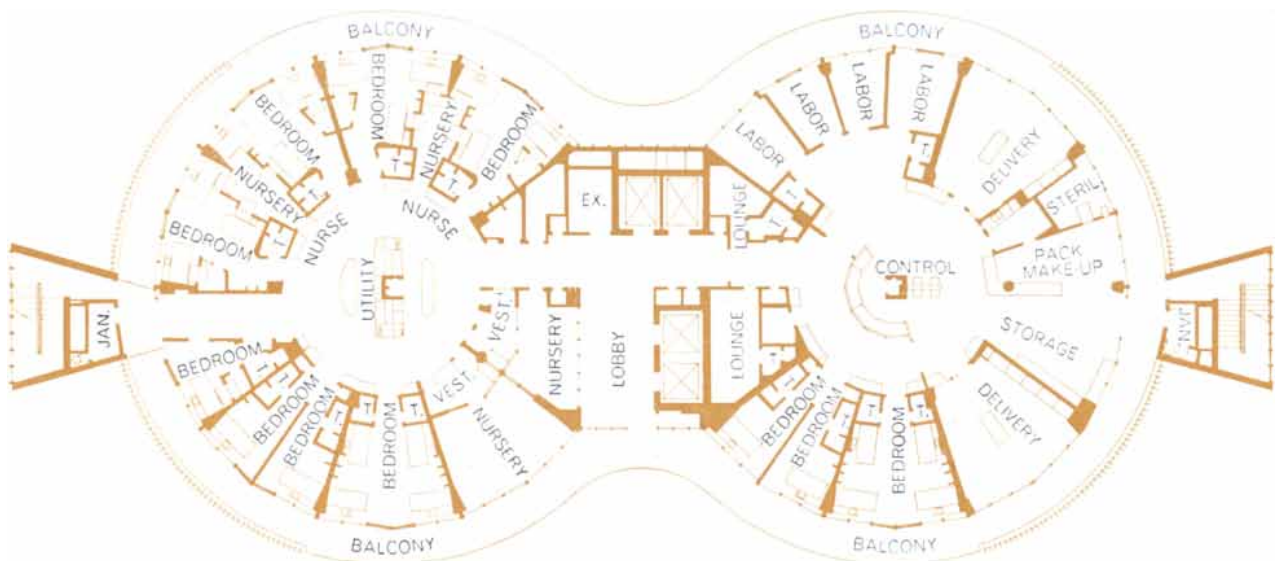 BALCONY
BALCONY
BEDROOM
BEDROOM
NURSERY
BEDROOM
NURSERY
BEDROOM
T.
T.
T.
T.
NURSE
NURSE
EX.
LABOR
LABOR
LABOR
LABOR
T.
T.
T.
LOUNGE
DELIVERY
STERIL.
PACK
MAKE-UP
CONTROL
UTILITY
JAN.
VEST.
VEST.
NURSERY
LOBBY
LOUNGE
STORAGE
JAN.
BEDROOM
BEDROOM
BEDROOM
BEDROOM
T
T
T
T
T.
NURSERY
T
T
T
T
BEDROOM
BEDROOM
BEDROOM
DELIVERY
BALCONY
BALCONY